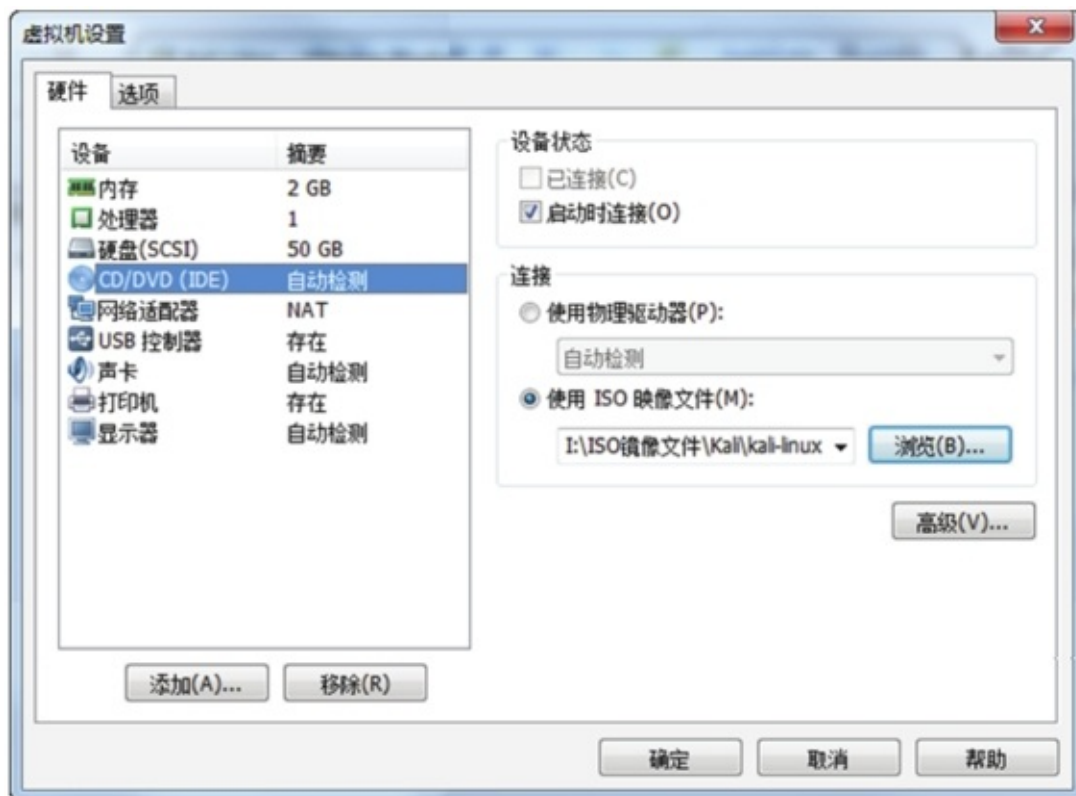 虚拟机设置
硬件 选项
设备 摘要
内存 2 GB
处理器 1
硬盘(SCSI) 50 GB
CD/DVD (IDE) 自动检测
网络适配器 NAT
USB 控制器 存在
声卡 自动检测
打印机 存在
显示器 自动检测
添加(A)... 移除(R)
设备状态
已连接(C)
启动时连接(O)
连接
使用物理驱动器(P):
自动检测
使用 ISO 映像文件(M):
I:\ISO镜像文件\Kali\kali-linux 浏览(B)...
高级(V)...
确定 取消 帮助